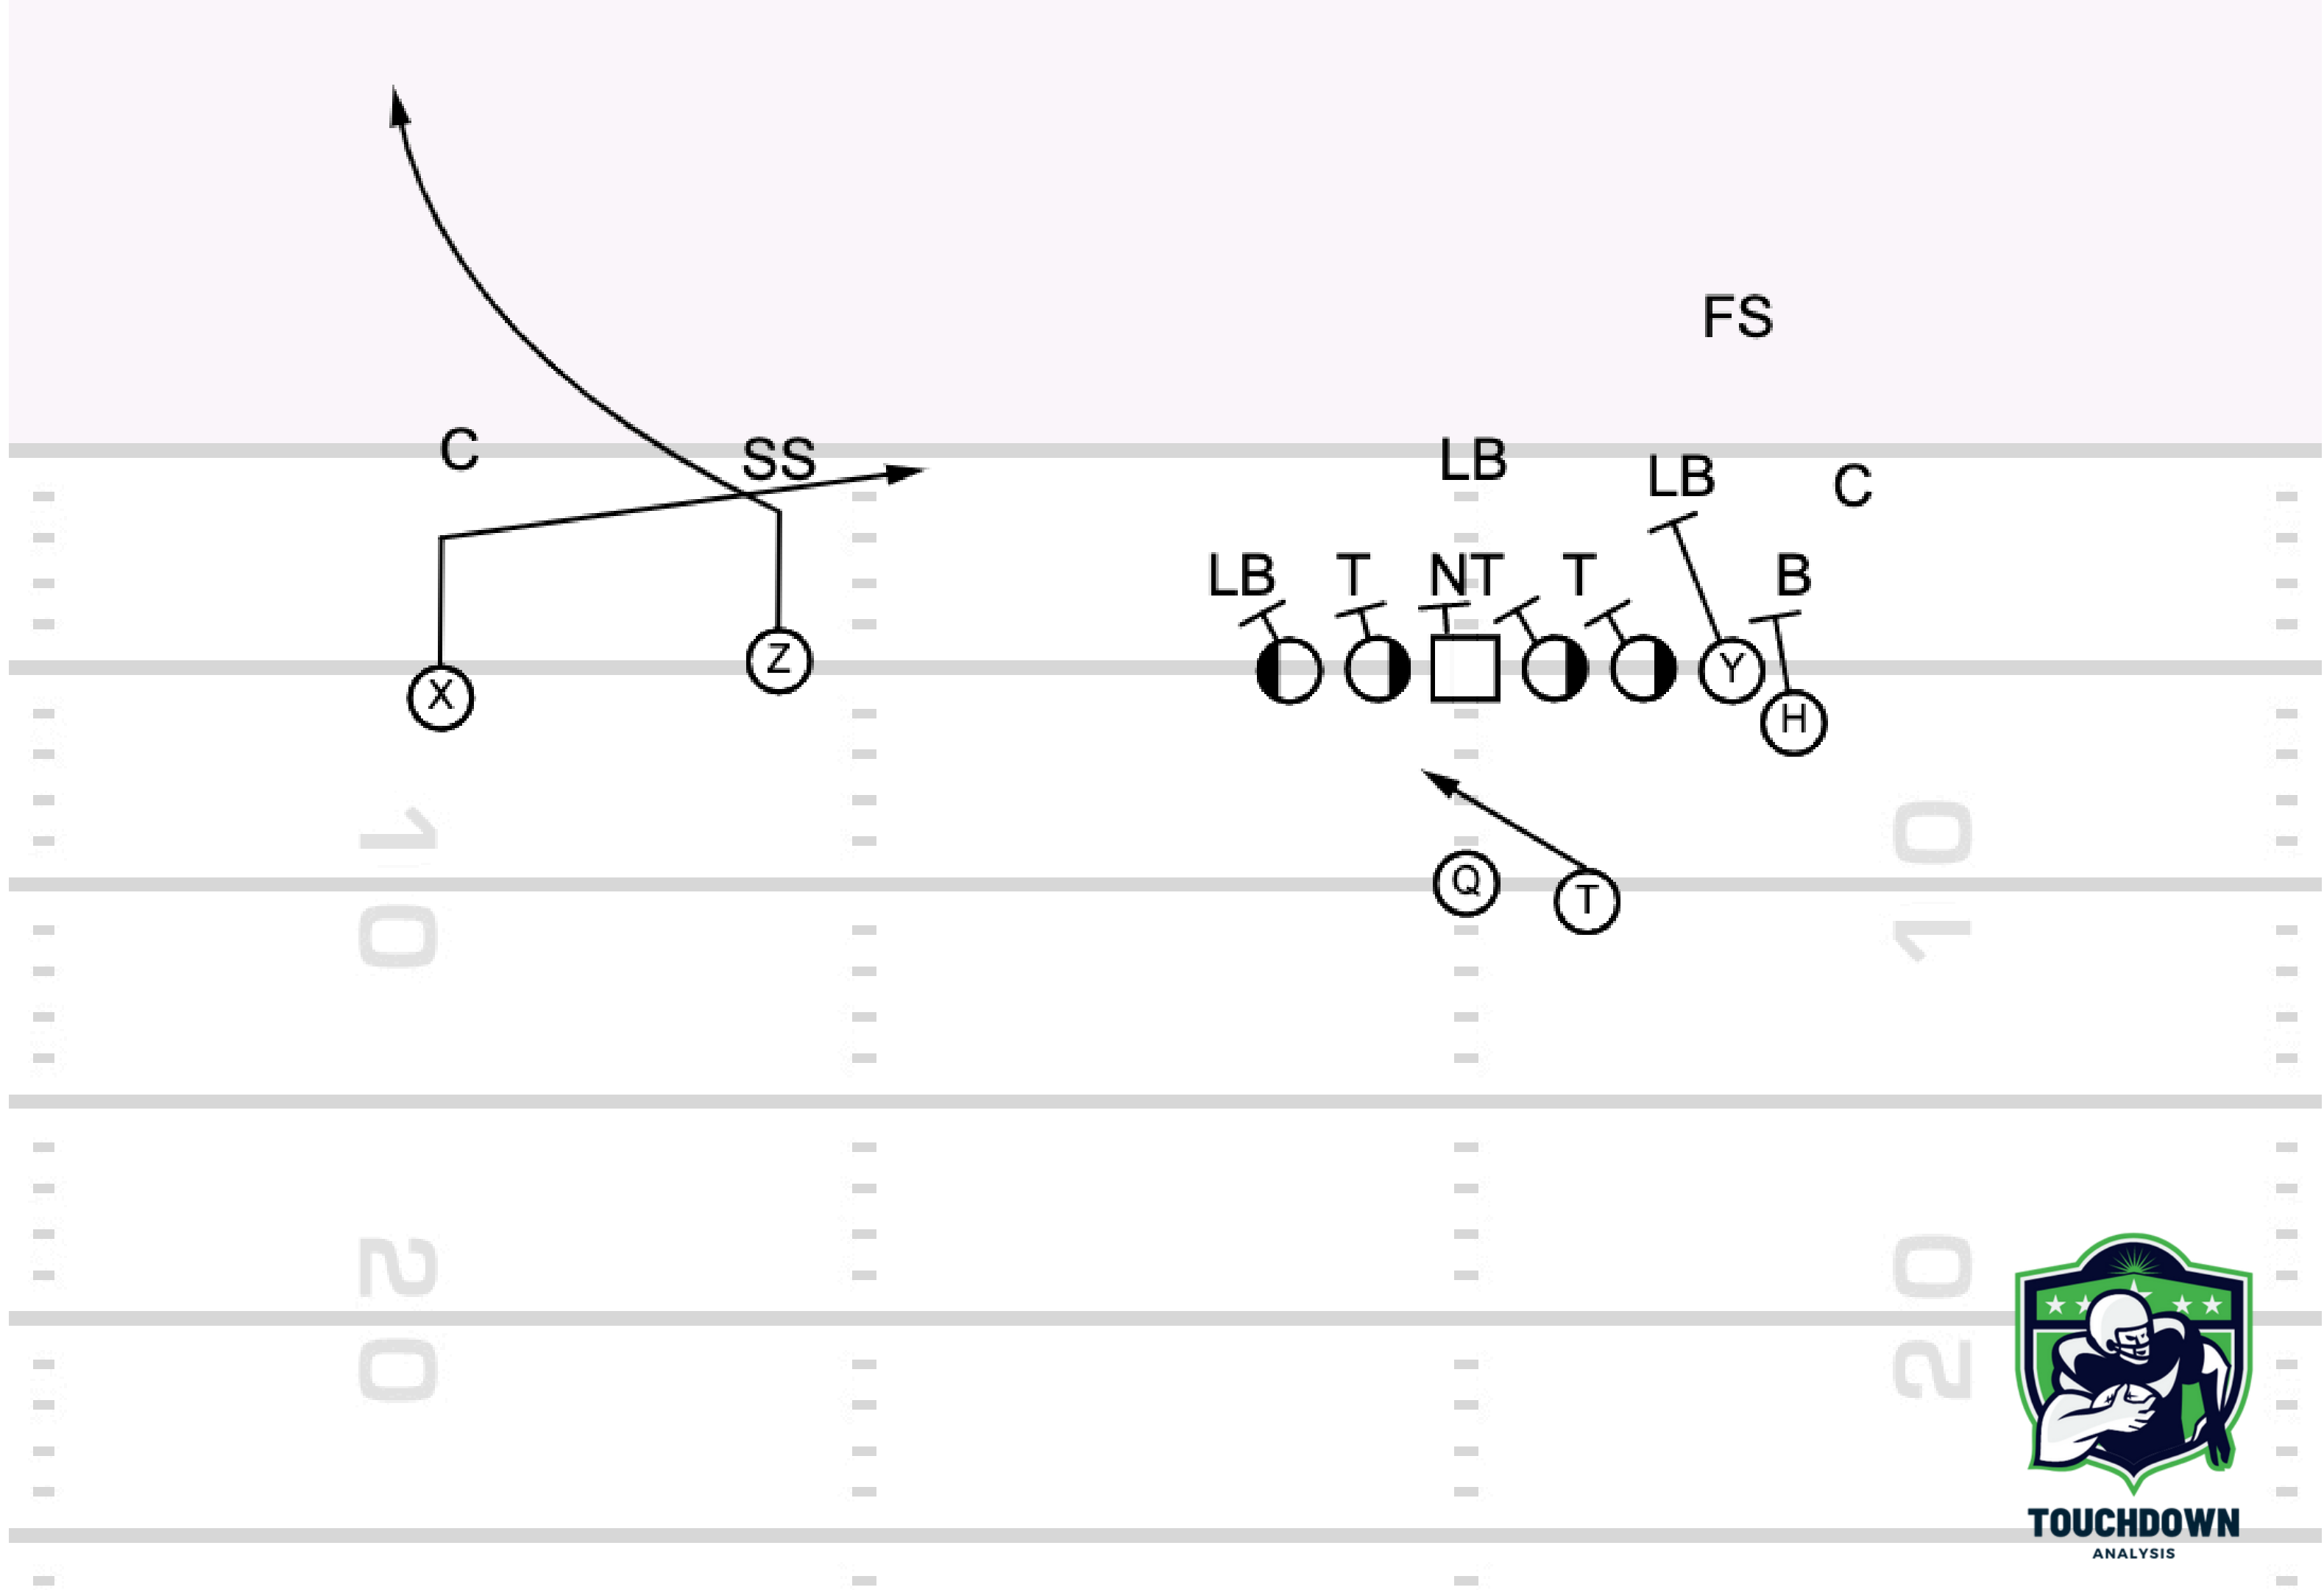 FS
C SS LB LB C
LB T NT T B
X Z Y H
Q T
10 10
20 20
TOUCHDOWN
ANALYSIS